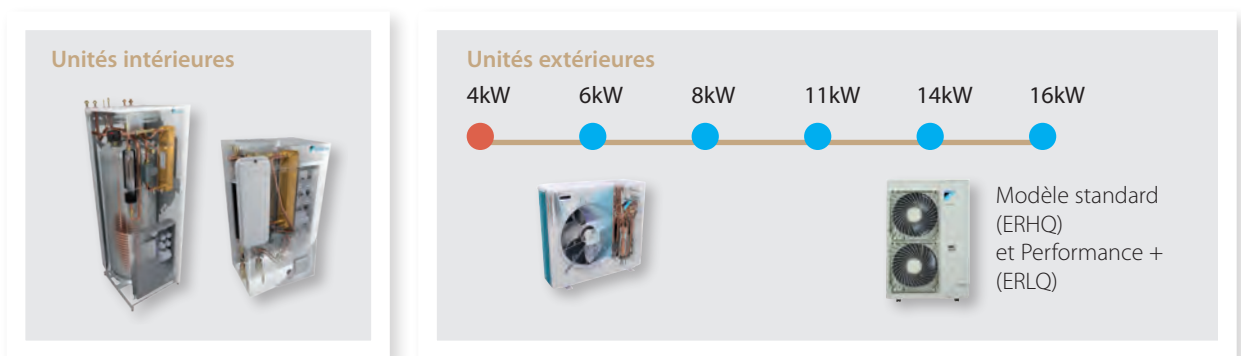 Unités intérieures
Unités extérieures
4kW 6kW 8kW 11kW 14kW 16kW
Modèle standard
(ERHQ)
et Performance +
(ERLQ)